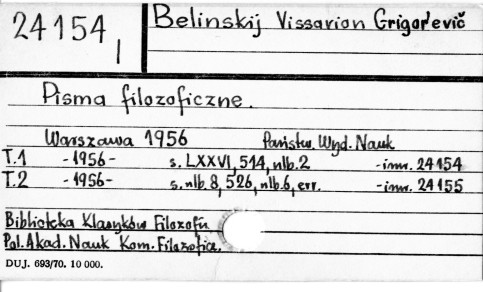 24154,
I
Belinskij Vissarion Grigor'evič
Pisma filozoficzne.
Warszawa 1956 Państw. Wyd. Nauk
T.1 -1956- s. LXXVI, 514, nlb. 2 -inw. 24154
T.2 -1956- s. nlb. 8, 526, nlb. 6, err. -inw. 24155
Biblioteka Klasyków Filozofii
Pol. Akad. Nauk Kom. Filozofica.
DUJ. 693/70. 10 000.